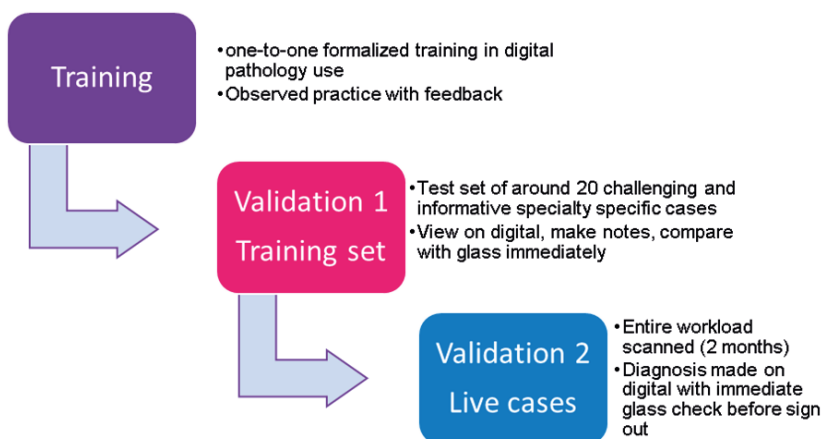 Training
•one-to-one formalized training in digital
pathology use
•Observed practice with feedback
Validation 1
Training set
•Test set of around 20 challenging and
informative specialty specific cases
•View on digital, make notes, compare
with glass immediately
Validation 2
Live cases
•Entire workload
scanned (2 months)
•Diagnosis made on
digital with immediate
glass check before sign
out